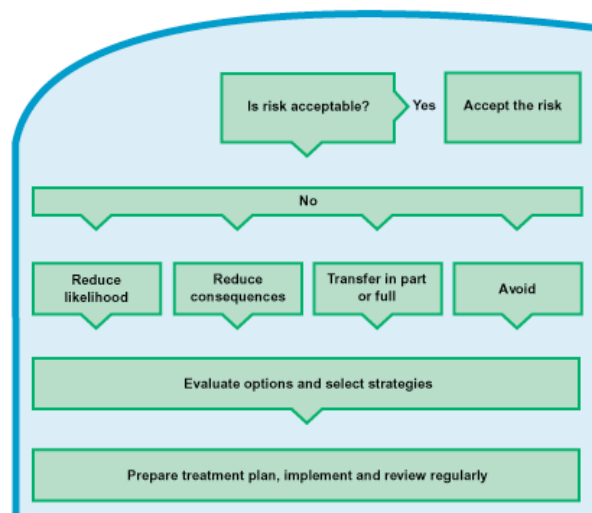 Is risk acceptable?
Yes
Accept the risk
No
Reduce
likelihood
Reduce
consequences
Transfer in part
or full
Avoid
Evaluate options and select strategies
Prepare treatment plan, implement and review regularly